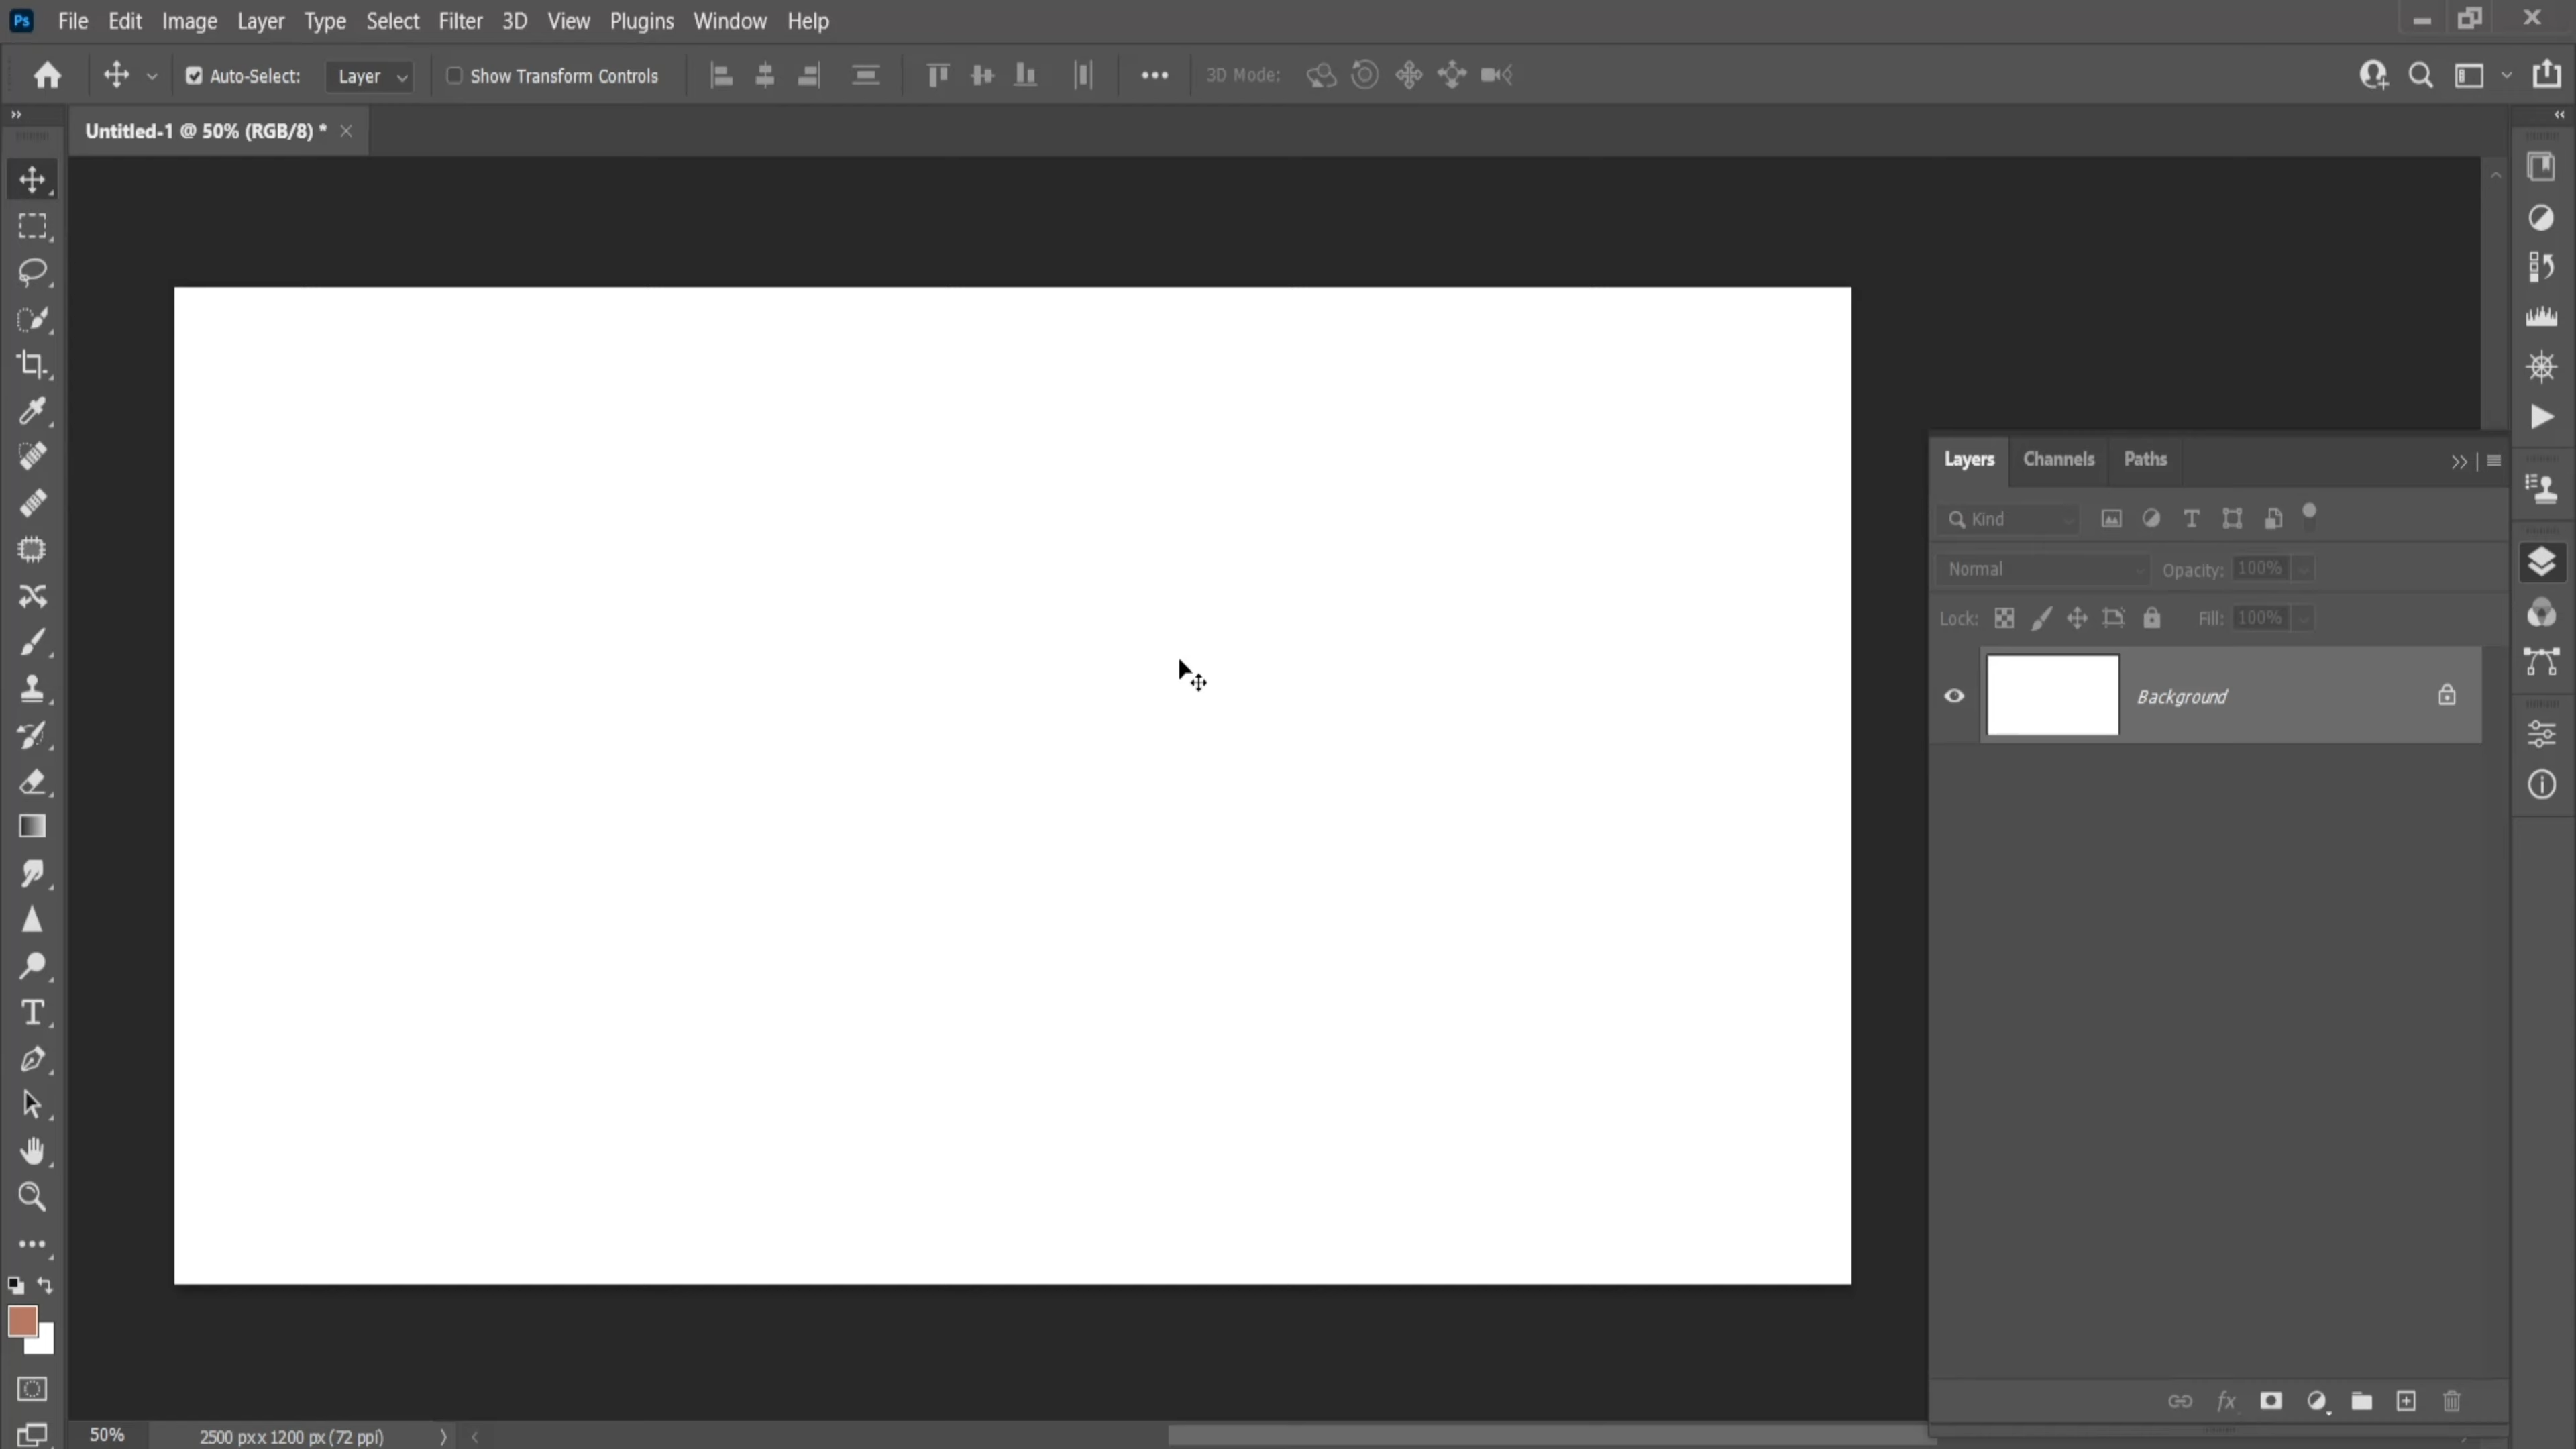 Ps File Edit Image Layer Type Select Filter 3D View Plugins Window Help
Auto-Select: Layer Show Transform Controls 3D Mode:
Untitled-1 @ 50% (RGB/8) *
Layers Channels Paths
Kind
Normal Opacity: 100%
Lock: Fill: 100%
Background
fx
50% 2500 px x 1200 px (72 ppi)